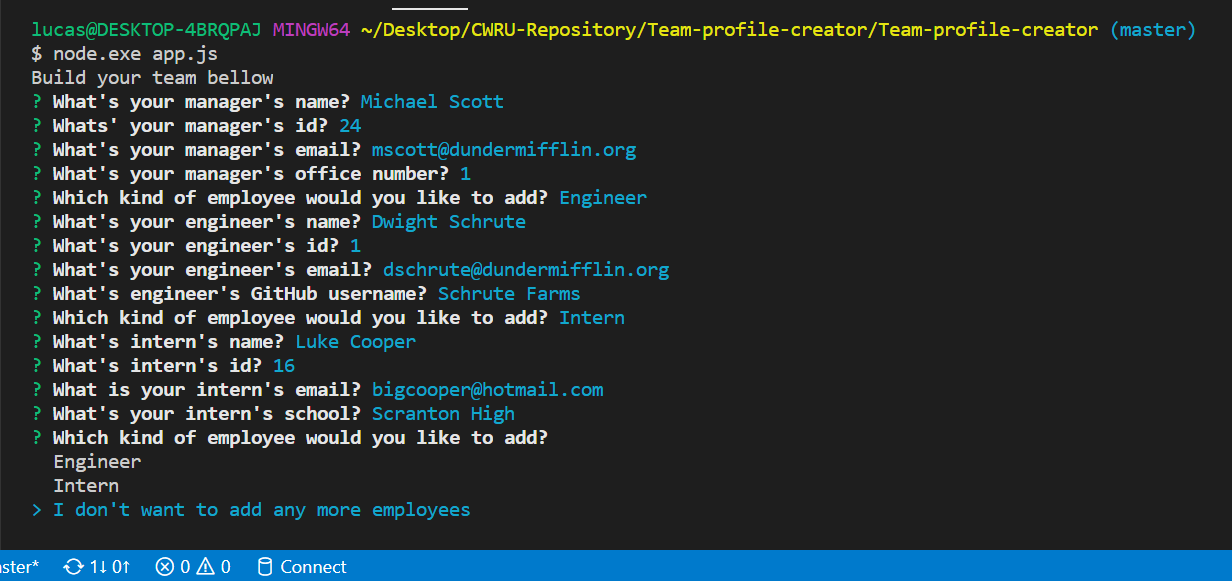 lucas@DESKTOP-4BRQPAJ MINGW64 ~/Desktop/CWRU-Repository/Team-profile-creator/Team-profile-creator (master)
$ node.exe app.js
Build your team bellow
? What's your manager's name? Michael Scott
? Whats' your manager's id? 24
? What's your manager's email? mscott@dundermifflin.org
? What's your manager's office number? 1
? Which kind of employee would you like to add? Engineer
? What's your engineer's name? Dwight Schrute
? What's your engineer's id? 1
? What's your engineer's email? dschrute@dundermifflin.org
? What's engineer's GitHub username? Schrute Farms
? Which kind of employee would you like to add? Intern
? What's intern's name? Luke Cooper
? What's intern's id? 16
? What is your intern's email? bigcooper@hotmail.com
? What's your intern's school? Scranton High
? Which kind of employee would you like to add?
Engineer
Intern
> I don't want to add any more employees
ster* 1↓ 0↑ 0 0 Connect